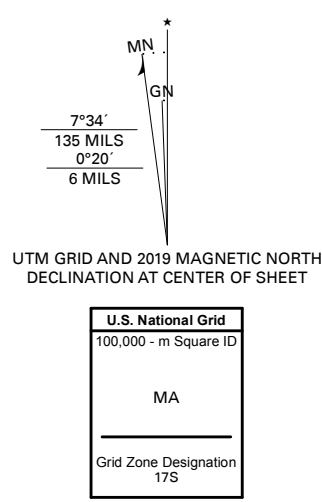 MN
GN
7°34´
135 MILS
0°20´
6 MILS
UTM GRID AND 2019 MAGNETIC NORTH
DECLINATION AT CENTER OF SHEET
U.S. National Grid
100,000 - m Square ID
MA
Grid Zone Designation
17S